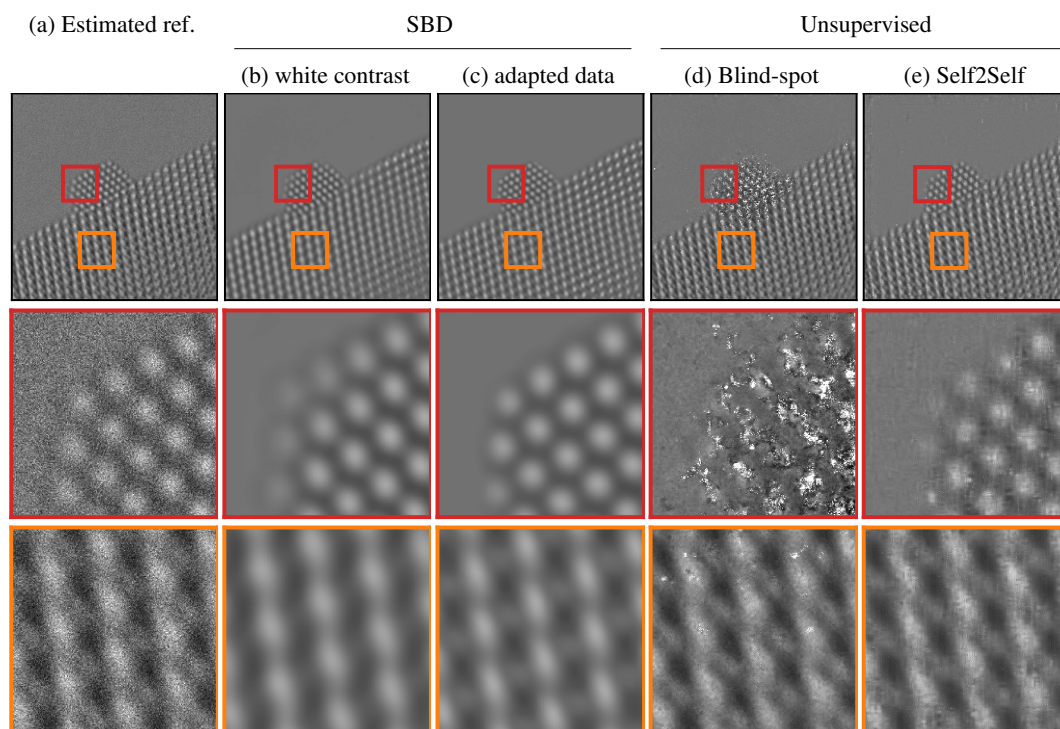 (a) Estimated ref.
SBD
Unsupervised
(b) white contrast
(c) adapted data
(d) Blind-spot
(e) Self2Self